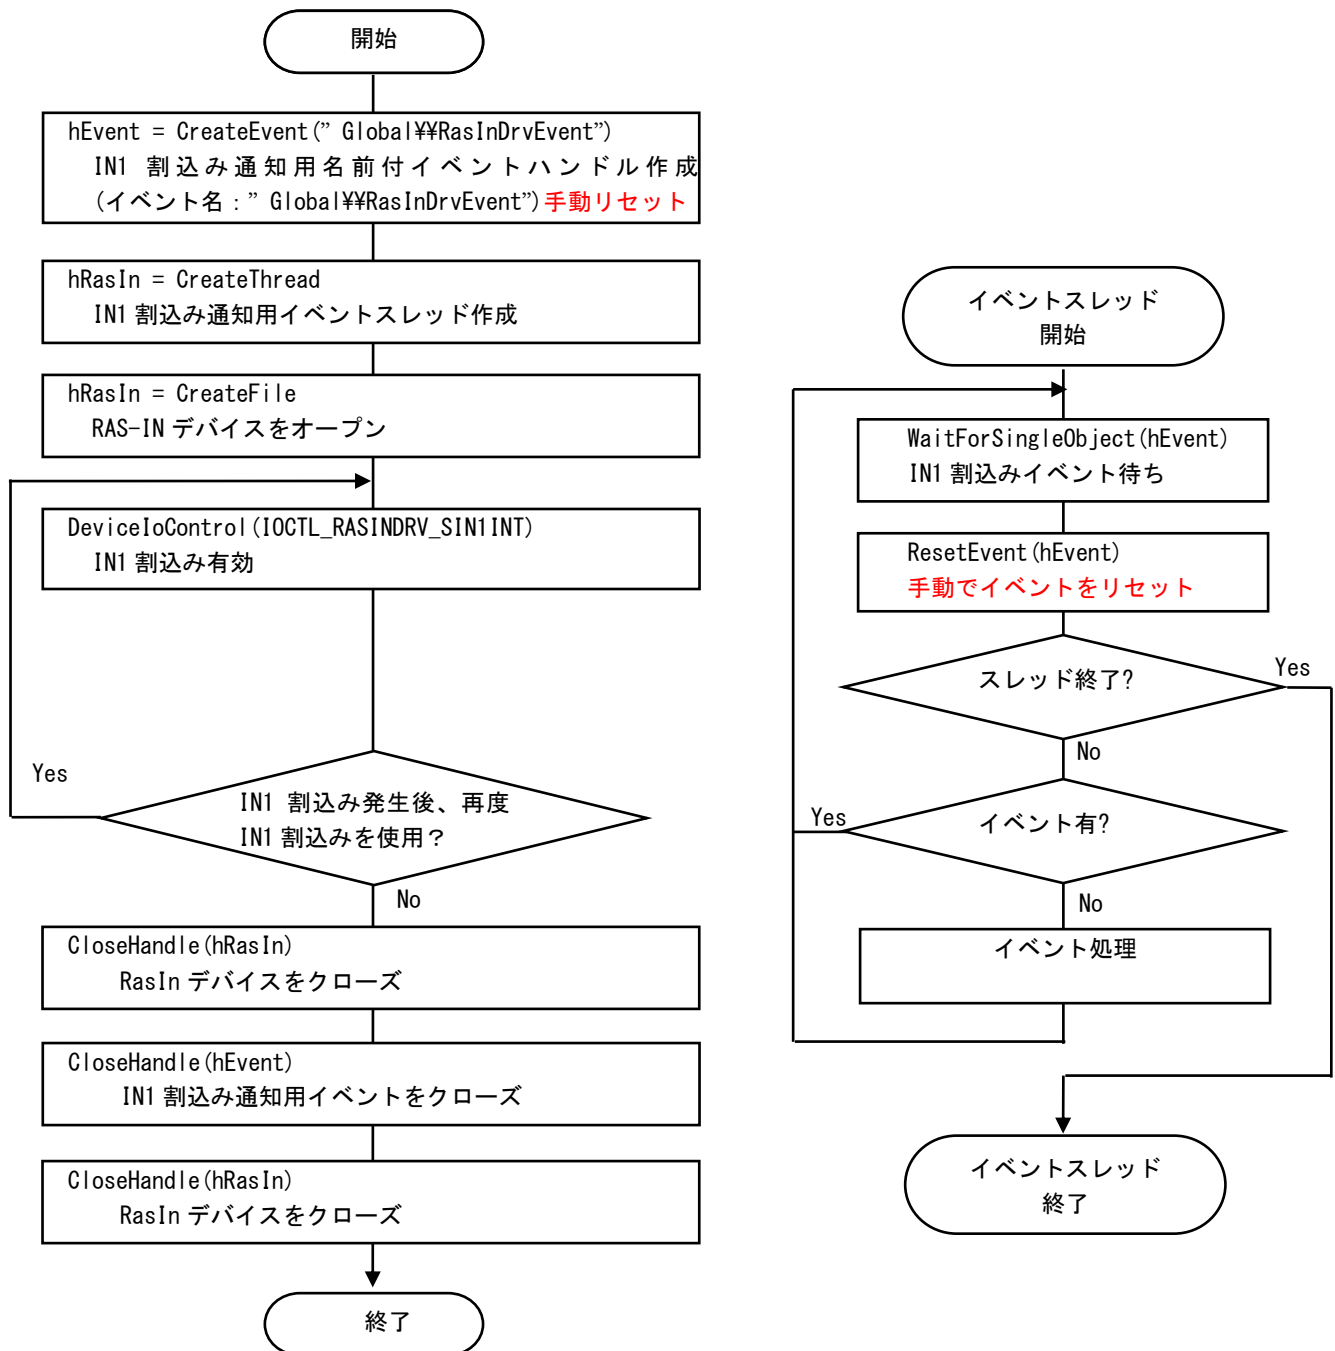 開始
hEvent = CreateEvent(” Global¥¥RasInDrvEvent”)
IN1 割込み通知用名前付イベントハンドル作成
(イベント名：” Global¥¥RasInDrvEvent”)手動リセット
hRasIn = CreateThread
IN1 割込み通知用イベントスレッド作成
hRasIn = CreateFile
RAS-IN デバイスをオープン
DeviceIoControl(IOCTL_RASINDRV_SIN1INT)
IN1 割込み有効
Yes
IN1 割込み発生後、再度
IN1 割込みを使用？
No
CloseHandle(hRasIn)
RasIn デバイスをクローズ
CloseHandle(hEvent)
IN1 割込み通知用イベントをクローズ
CloseHandle(hRasIn)
RasIn デバイスをクローズ
終了
イベントスレッド
開始
WaitForSingleObject(hEvent)
IN1 割込みイベント待ち
ResetEvent(hEvent)
手動でイベントをリセット
スレッド終了?
Yes
No
イベント有?
Yes
No
イベント処理
イベントスレッド
終了